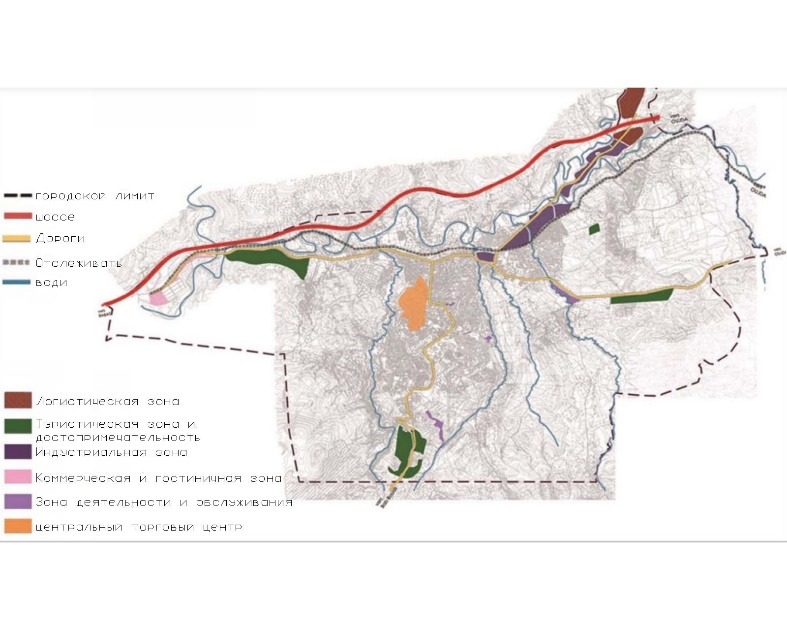 городской лимит
шоссе
Дороги
Отслеживать
води
Логистическая зона
Туристическая зона и
достопримечательность
Индустриальная зона
Коммерческая и гостиничная зона
Зона деятельности и обслуживания
центральный торговый центр